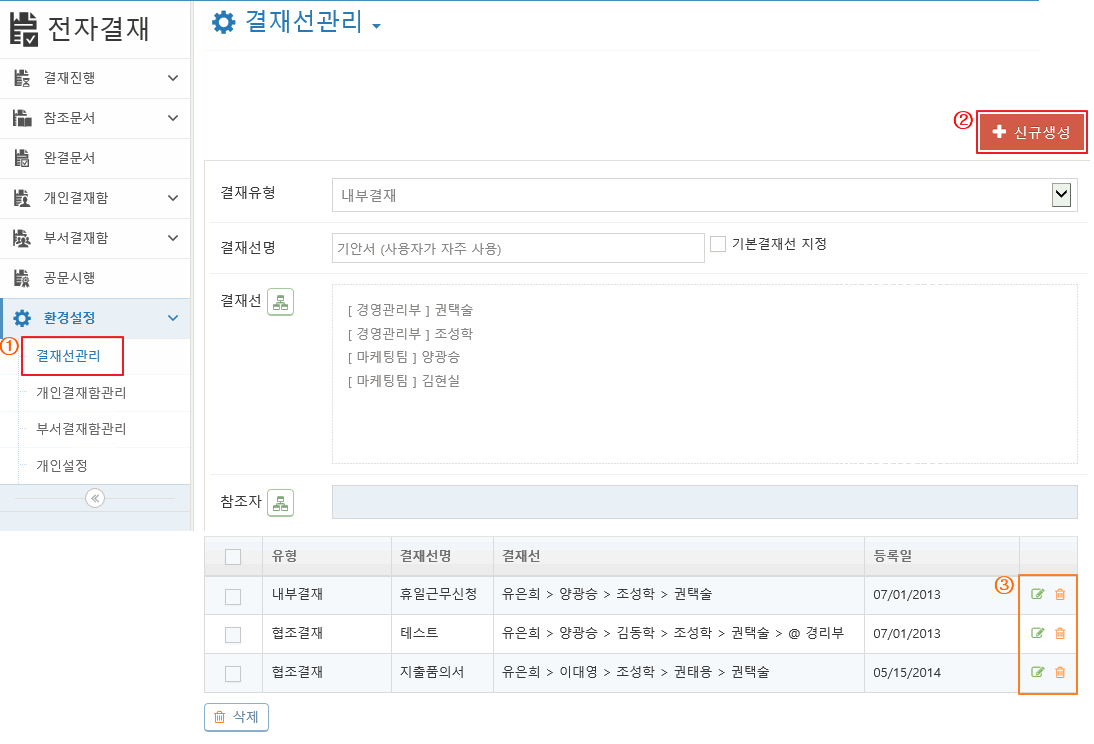 전자결재
결재진행
참조문서
완결문서
개인결재함
부서결재함
공문시행
환경설정
①
결재선관리
개인결재함관리
부서결재함관리
개인설정
결재선관리
②
신규생성
결재유형 내부결재
결재선명 기안서 (사용자가 자주 사용) 기본결재선 지정
결재선
[ 경영관리부 ] 권택술
[ 경영관리부 ] 조성학
[ 마케팅팀 ] 양광승
[ 마케팅팀 ] 김현실
참조자
유형 결재선명 결재선 등록일
③
내부결재 휴일근무신청 유은희 > 양광승 > 조성학 > 권택술 07/01/2013
협조결재 테스트 유은희 > 양광승 > 김동학 > 조성학 > 권택술 > @ 경리부 07/01/2013
협조결재 지출품의서 유은희 > 이대영 > 조성학 > 권태용 > 권택술 05/15/2014
삭제